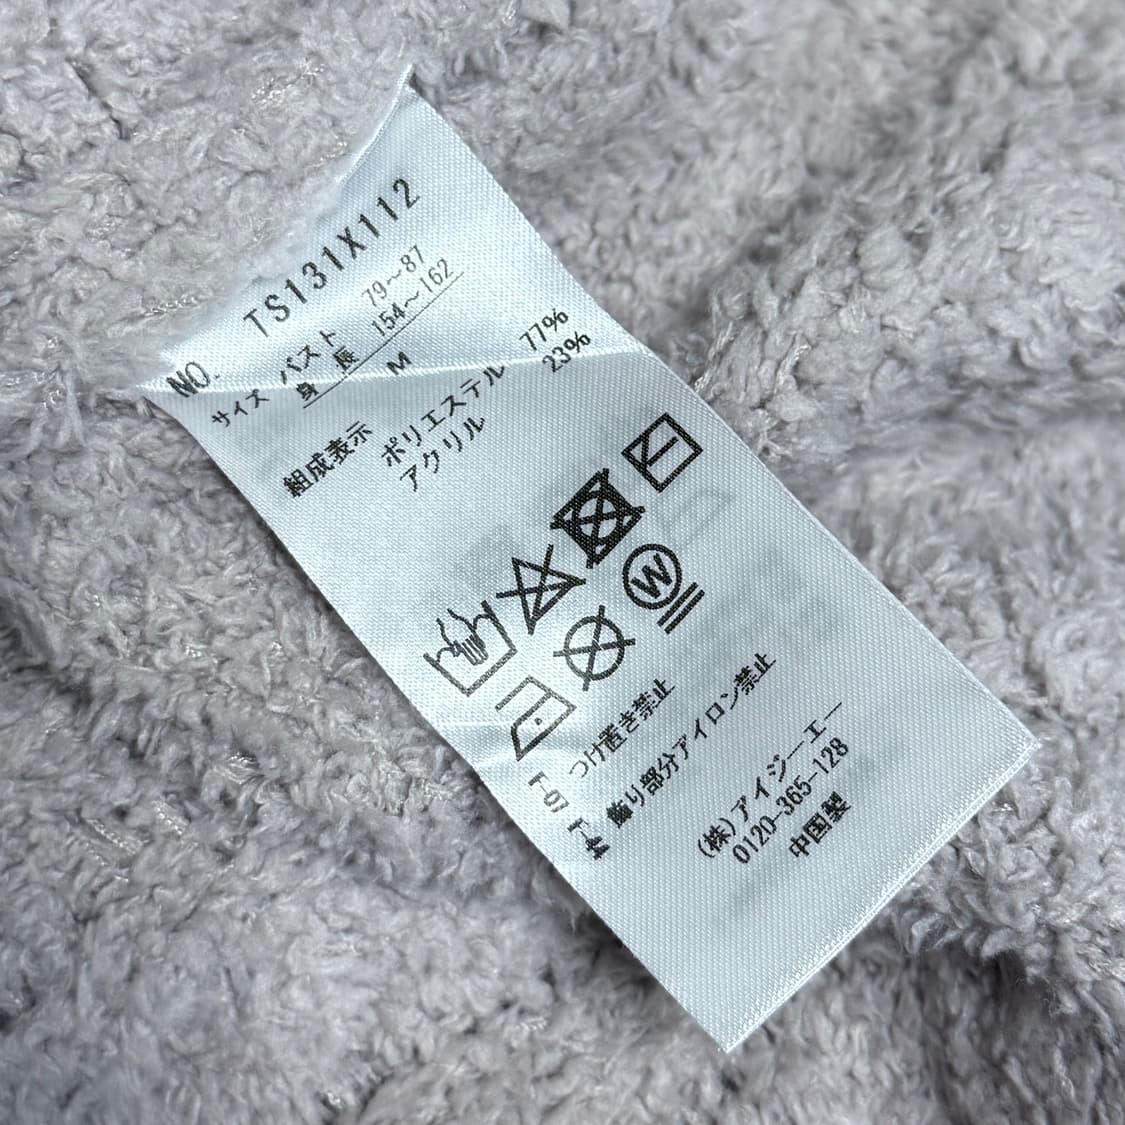 NO. TS131X112
サイズ バスト 79〜87
身長 154〜162
M
組成表示 ポリエステル 77%
アクリル 23%
W
つけ置き禁止
飾り部分アイロン禁止
(株)アイジーエー
0120-365-128
中国製